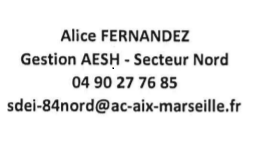 Alice FERNANDEZ
Gestion AESH - Secteur Nord
04 90 27 76 85
sdei-84nord@ac-aix-marseille.fr